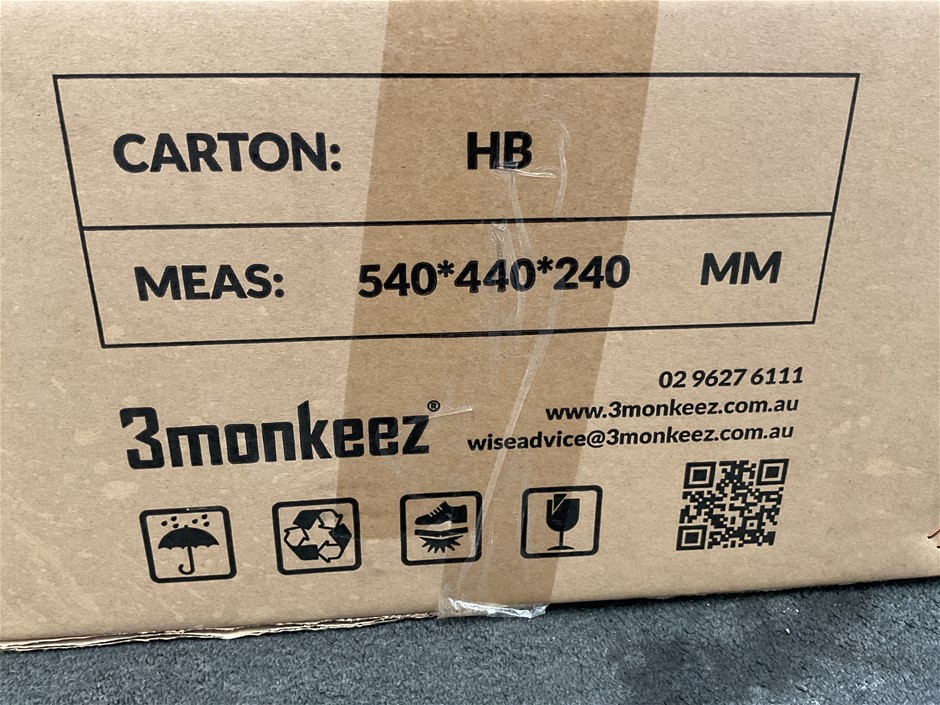 CARTON: HB
MEAS: 540*440*240 MM
02 9627 6111
www.3monkeez.com.au
3monkeez®
wiseadvice@3monkeez.com.au